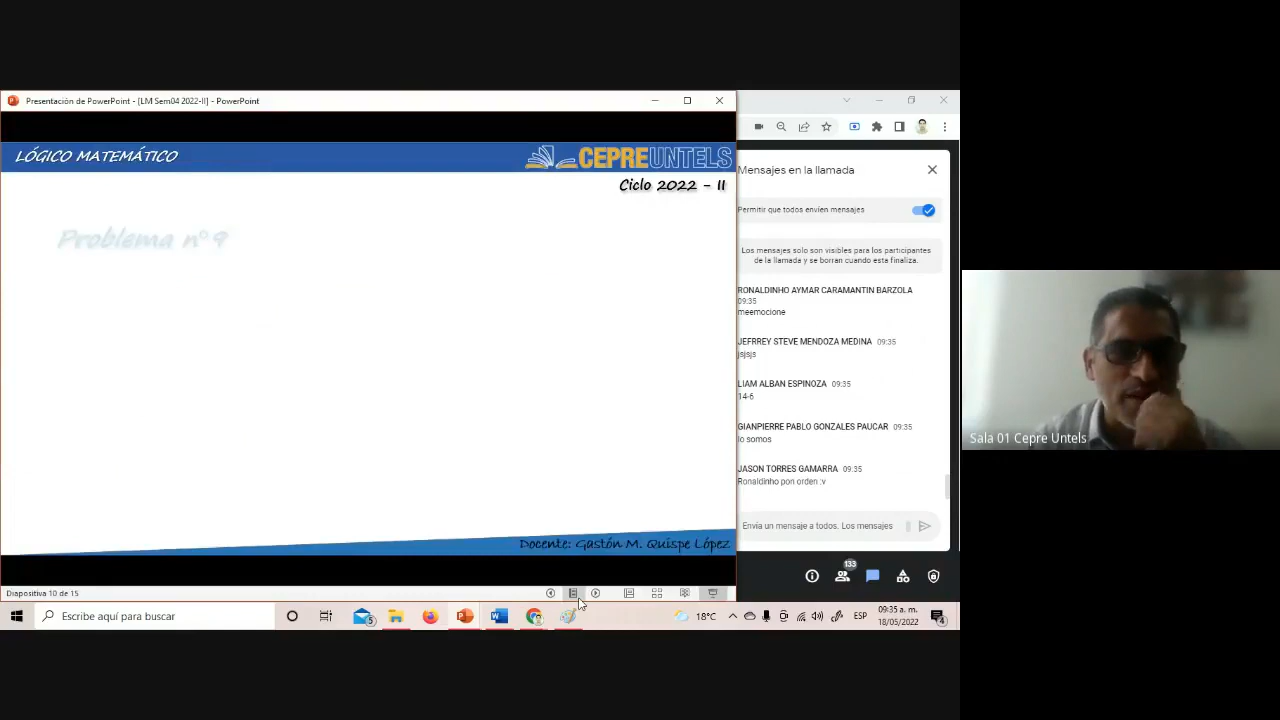 Presentación de PowerPoint - [LM Sem04 2022-II] - PowerPoint
LÓGICO MATEMÁTICO
CEPREUNTELS
Ciclo 2022 - II
Problema n°9
Docente: Gastón M. Quispe López
Diapositiva 10 de 15
Mensajes en la llamada
Permitir que todos envíen mensajes
Los mensajes solo son visibles para los participantes
de la llamada y se borran cuando esta finaliza.
RONALDINHO AYMAR CARAMANTIN BARZOLA
09:35
meemocione
JEFRREY STEVE MENDOZA MEDINA 09:35
jsjsjs
LIAM ALBAN ESPINOZA 09:35
14-6
GIANPIERRE PABLO GONZALES PAUCAR 09:35
lo somos
JASON TORRES GAMARRA 09:35
Ronaldinho pon orden :v
Envía un mensaje a todos. Los mensajes
133
Sala 01 Cepre Untels
Escribe aquí para buscar
5
18°C
ESP
09:35 a. m.
18/05/2022
4